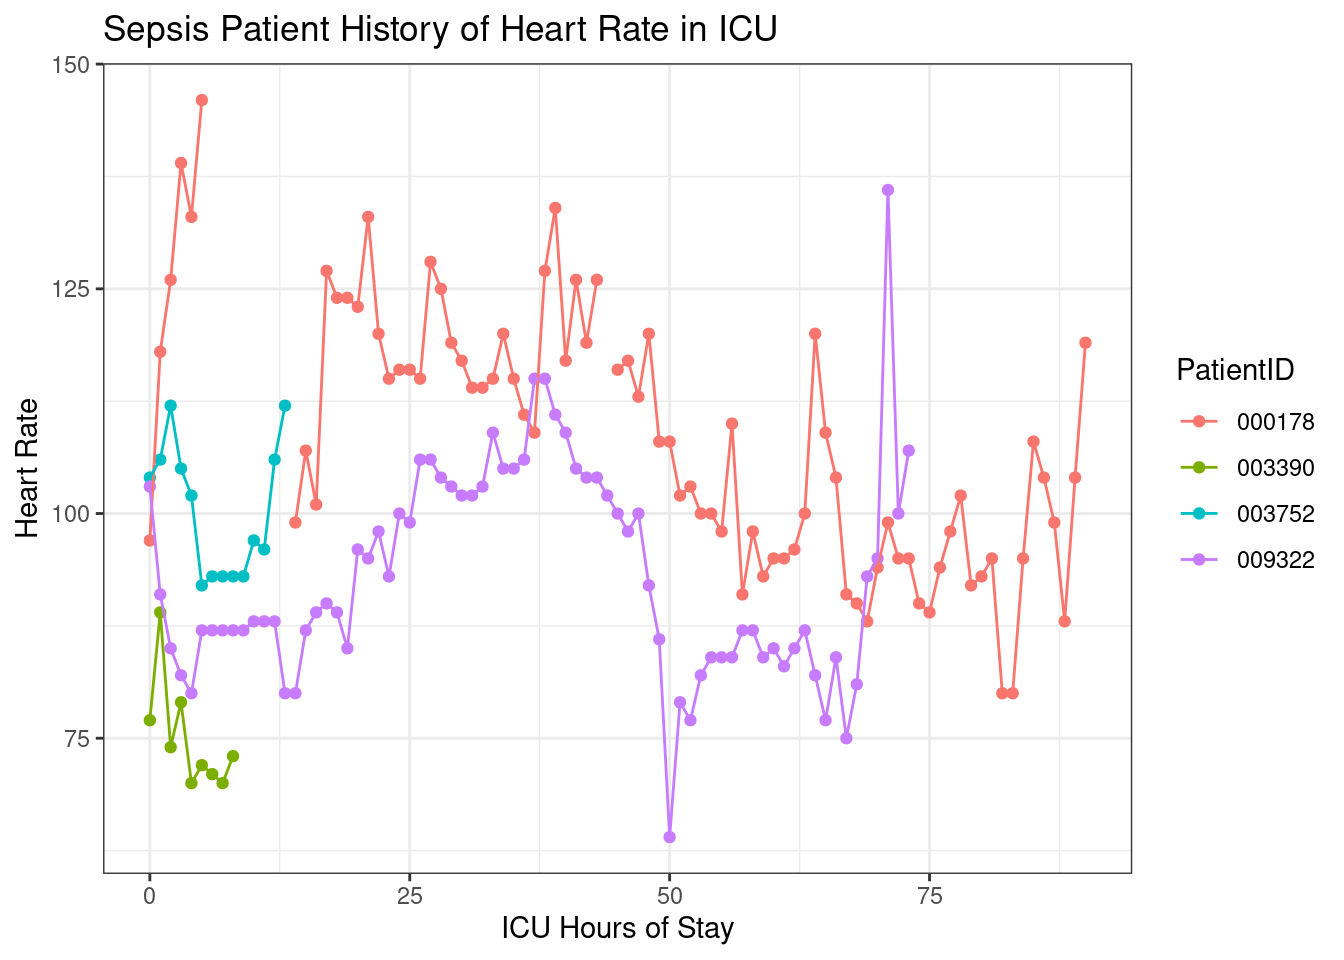 Sepsis Patient History of Heart Rate in ICU
150
125
100
75
Heart Rate
0 25 50 75
ICU Hours of Stay
PatientID
000178
003390
003752
009322